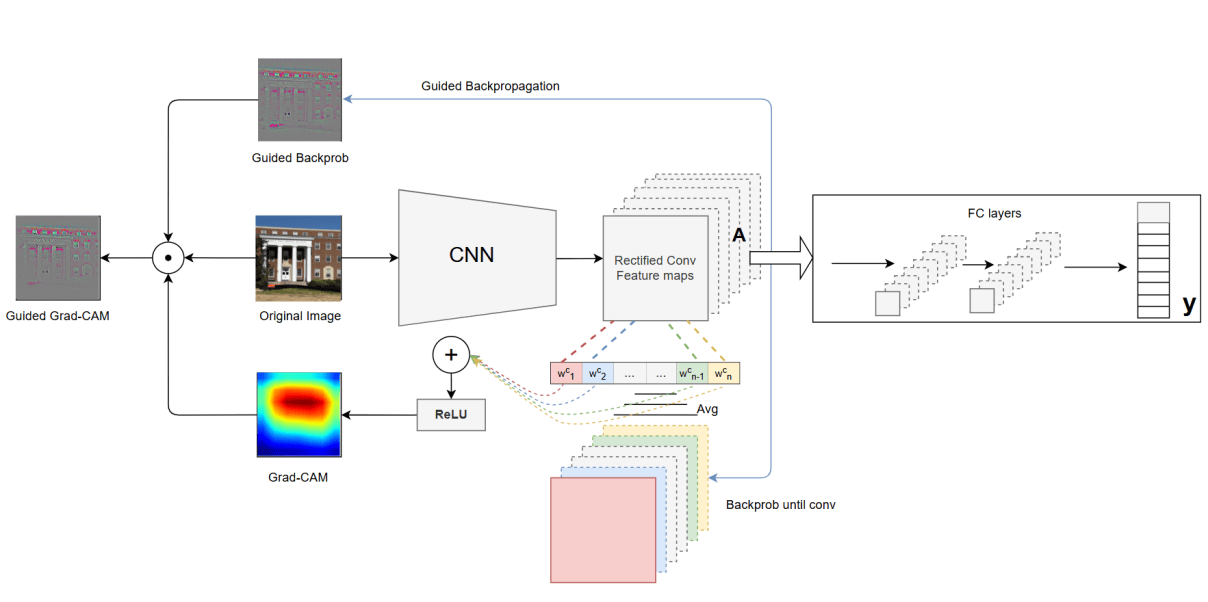 Guided Backpropagation
Guided Backprob
CNN
Rectified Conv
Feature maps
A
FC layers
y
Guided Grad-CAM
Original Image
+
ReLU
w^c_1 w^c_2 ... ... w^c_n-1 w^c_n
Avg
Grad-CAM
Backprob until conv